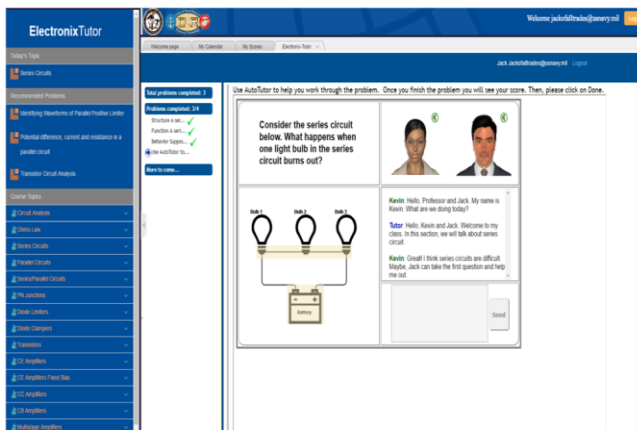 ElectronixTutor
Today's Topic
Series Circuits
Recommended Problems
Identifying Waveforms of Parallel Positive Limiter
Potential difference, current and resistance in a
parallel circuit
Transistor Circuit Analysis
Course Topics
Circuit Analysis
Ohms Law
Series Circuits
Parallel Circuits
Series/Parallel Circuits
PN Junctions
Diode Limiters
Diode Clampers
Transistors
CE Amplifiers
CE Amplifiers Fixed Bias
CC Amplifiers
CB Amplifiers
Multistage Amplifiers
Welcome jackofalltrades@usnavy.mil
Welcome page
My Calendar
My Scores
Electronix-Tutor
Jack Jackofalltrades@usnavy.mil Logout
Total problems completed: 3
Problems completed: 3/4
Structure A ser...
Function A seri...
Behavior Suppos...
Use AutoTutor to...
More to come...
Use AutoTutor to help you work through the problem. Once you finish the problem you will see your score. Then, please click on Done.
Consider the series circuit
below. What happens when
one light bulb in the series
circuit burns out?
Bulb 1
Bulb 2
Bulb 3
- +
Battery
Kevin: Hello, Professor and Jack. My name is
Kevin. What are we doing today?
Tutor: Hello, Kevin and Jack. Welcome to my
class. In this section, we will talk about series
circuit.
Kevin: Great! I think series circuits are difficult.
Maybe, Jack can take the first question and help
me out.
Send